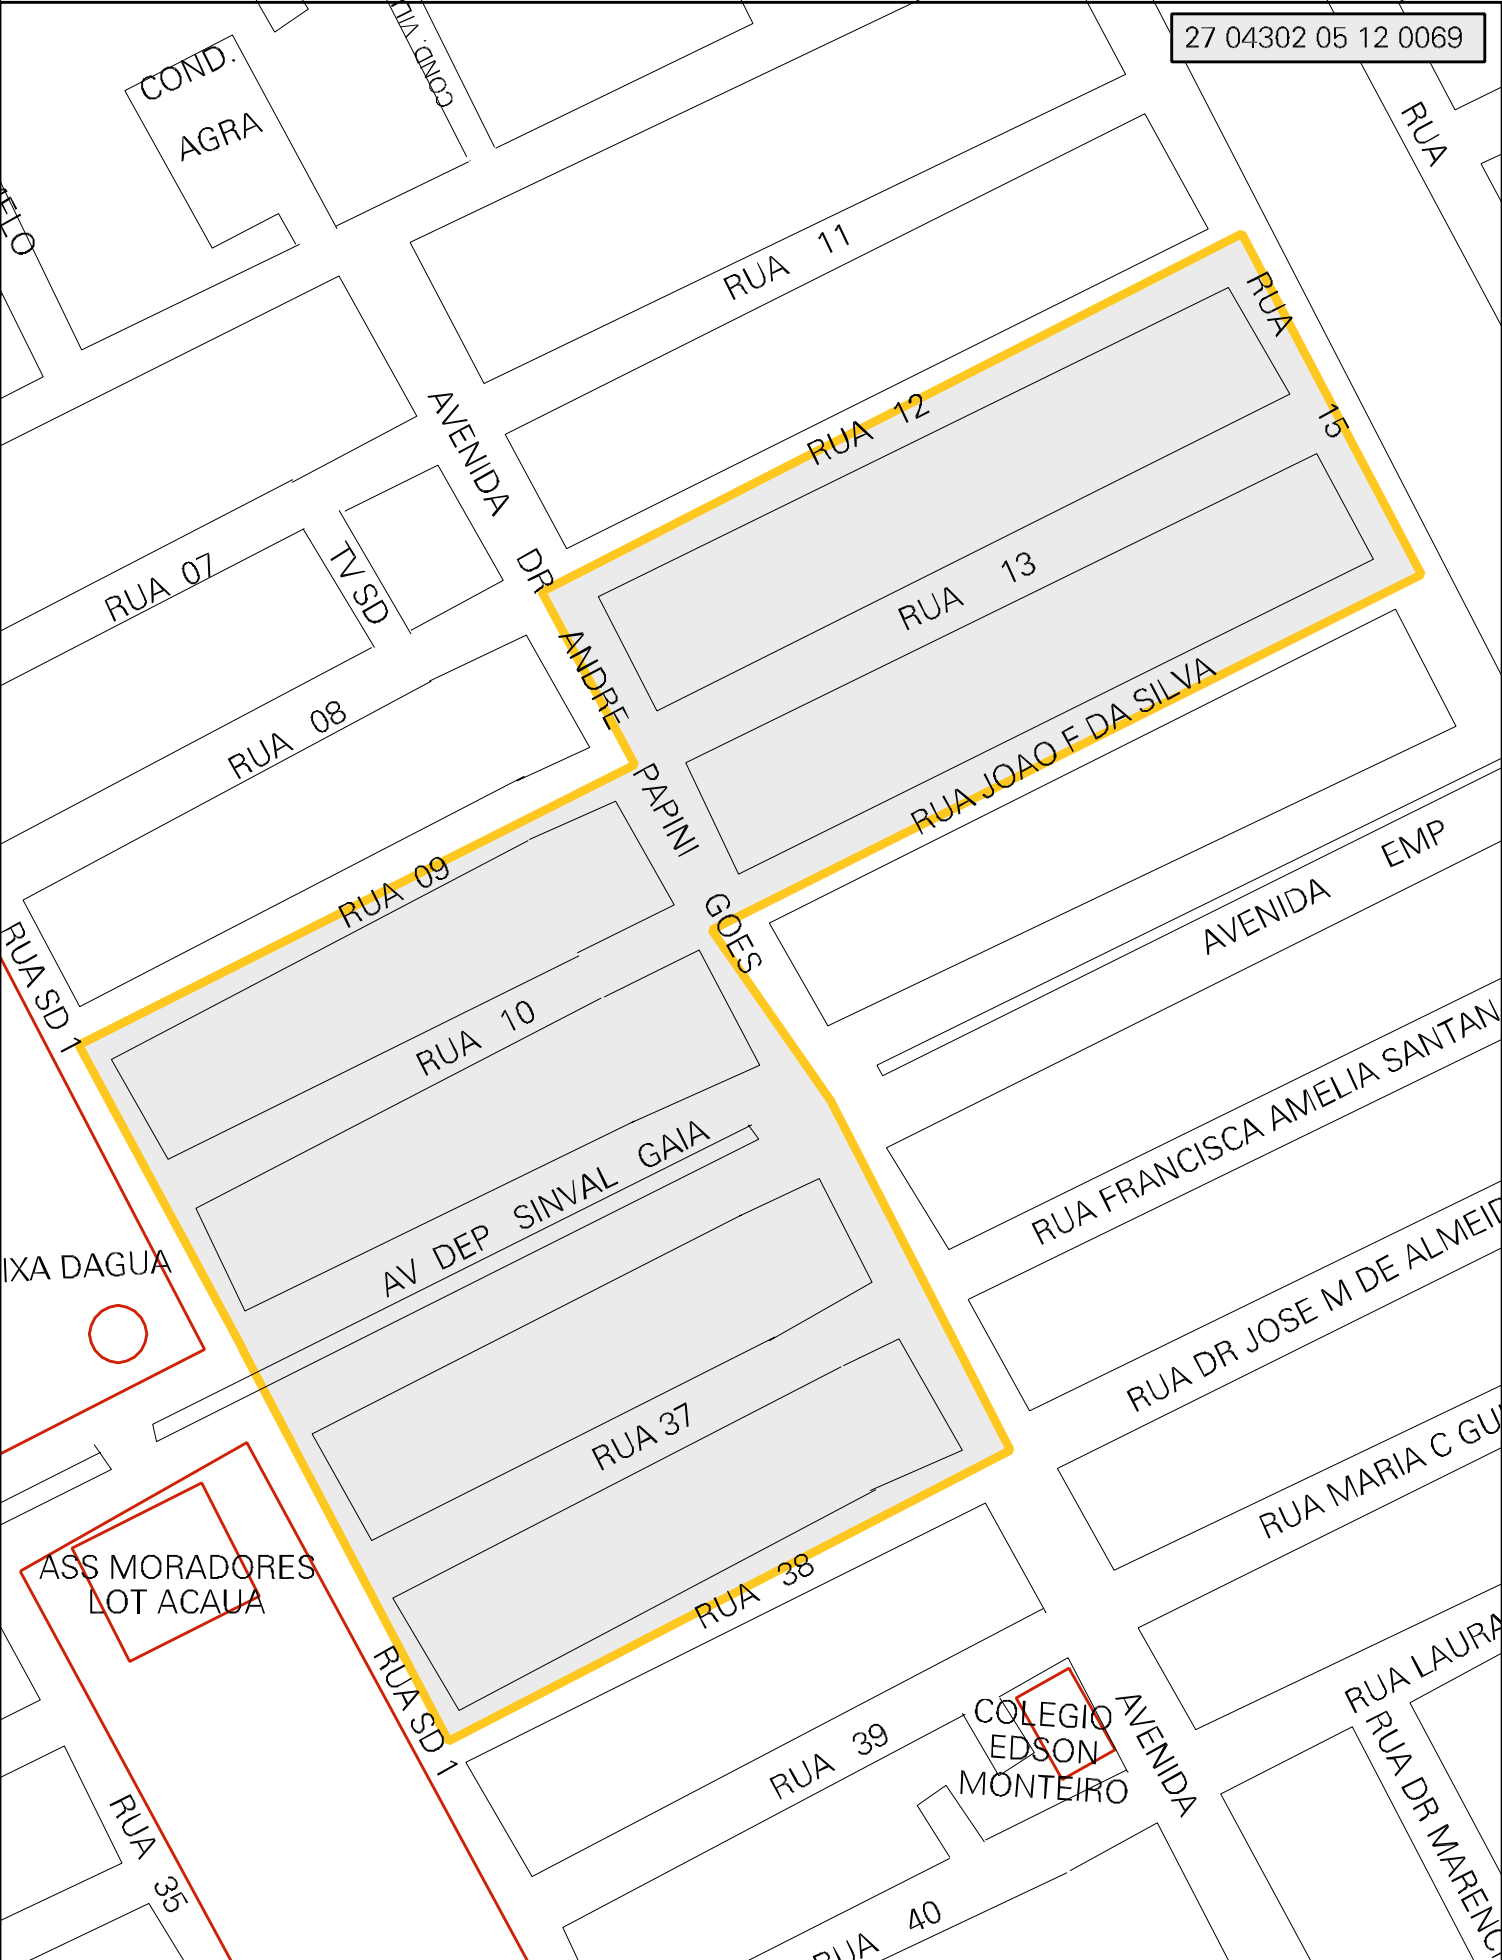 27 04302 05 12 0069
COND.
AGRA
RUA
RUA 11
RUA 12
RUA 15
AVENIDA DR ANDRE PAPINI GOES
RUA 07
TV SD
RUA 13
RUA 08
RUA JOAO F DA SILVA
RUA 09
AVENIDA EMP
RUA SD 1
RUA 10
RUA FRANCISCA AMELIA SANTAN
AV DEP SINVAL GAIA
IXA DAGUA
RUA DR JOSE M DE ALMEID
RUA 37
RUA MARIA C GU
ASS MORADORES
LOT ACAUA
RUA 38
RUA LAURA
RUA SD 1
COLEGIO
EDSON
MONTEIRO
AVENIDA
RUA 39
RUA DR MARENC
RUA 35
RUA 40